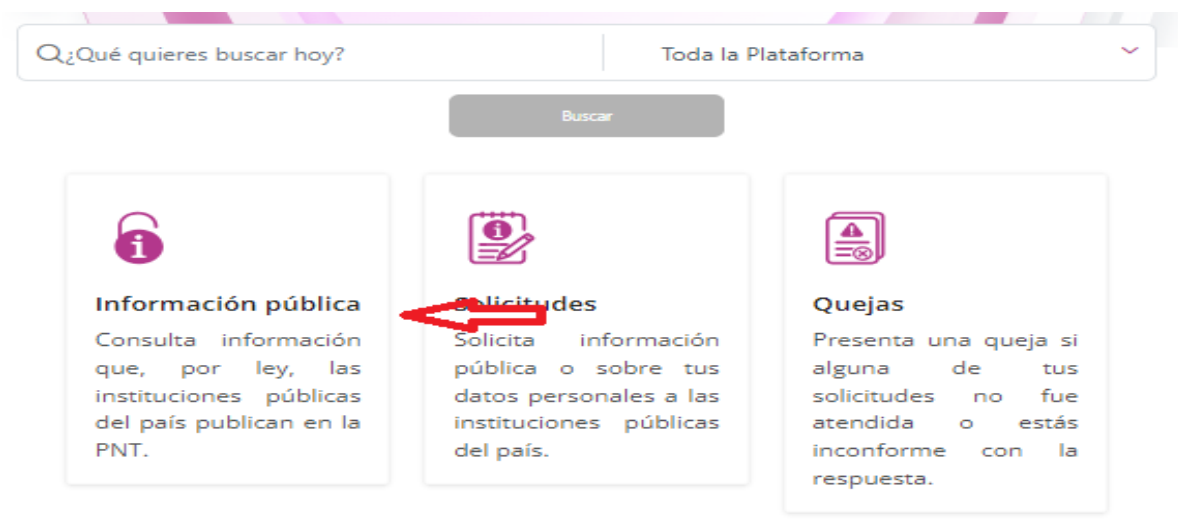 ¿Qué quieres buscar hoy?
Toda la Plataforma
Buscar
Información pública
Consulta información
que, por ley, las
instituciones públicas
del país publican en la
PNT.
Solicitudes
Solicita información
pública o sobre tus
datos personales a las
instituciones públicas
del país.
Quejas
Presenta una queja si
alguna de tus
solicitudes no fue
atendida o estás
inconforme con la
respuesta.